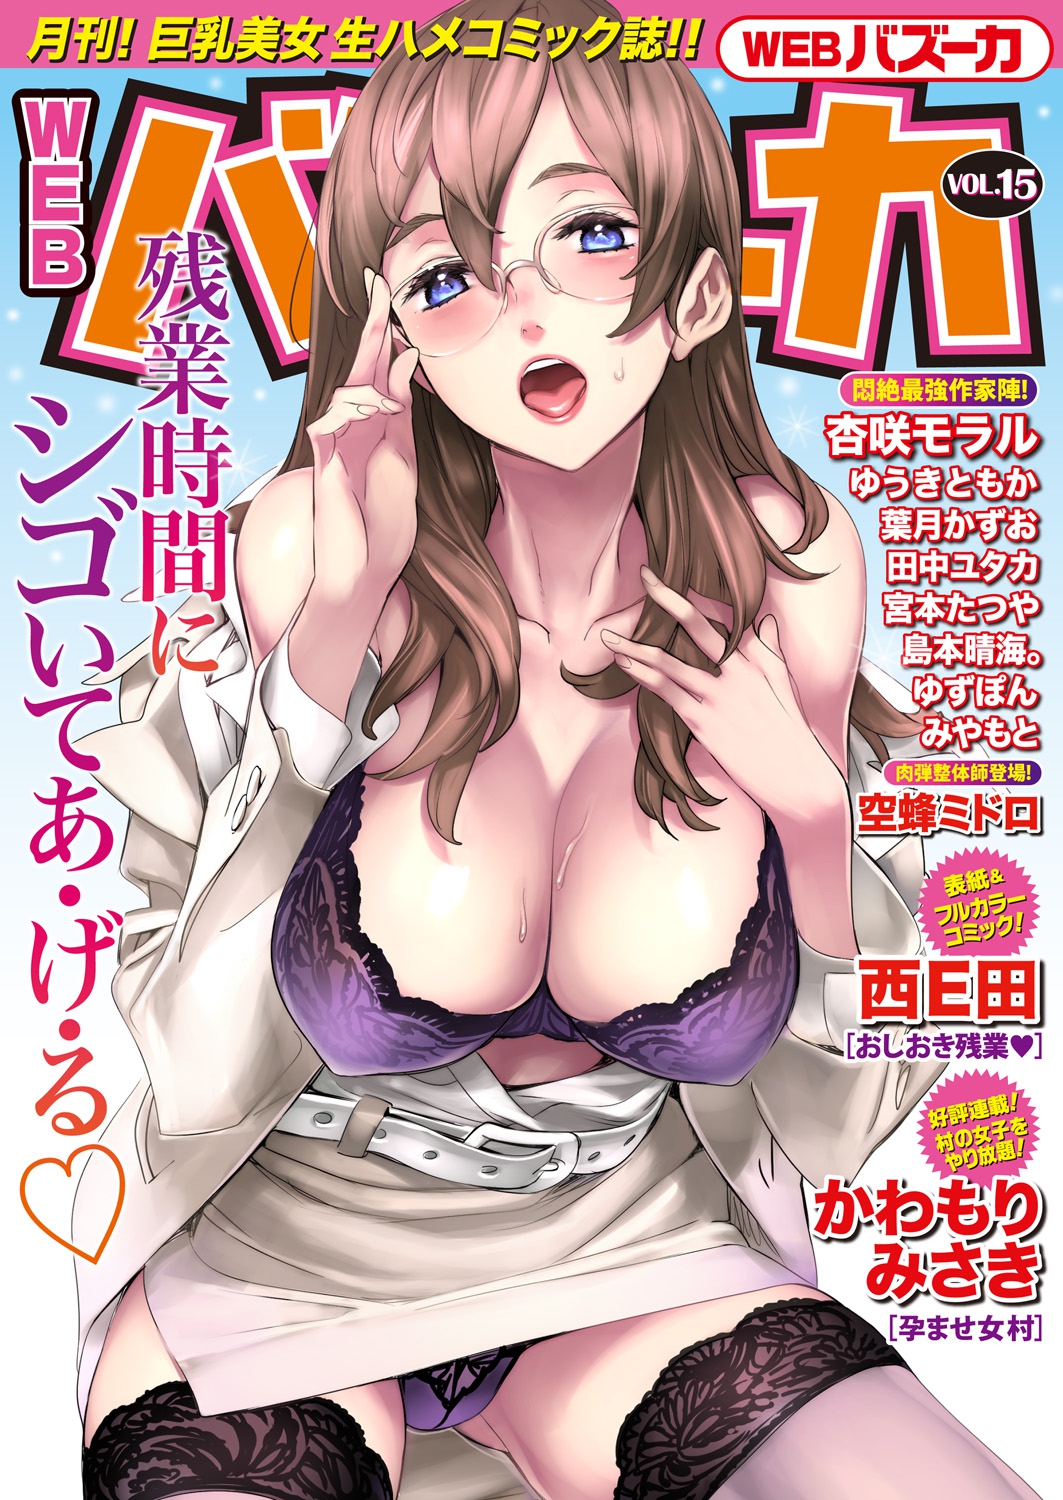 月刊! 巨乳美女 生ハメコミック誌!!
WEBバズーカ
WEB
バズーカ
VOL.15
残業時間に
シゴいてあ・げ・る♡
悶絶最強作家陣!
杏咲モラル
ゆうきともか
葉月かずお
田中ユタカ
宮本たつや
島本晴海。
ゆずぽん
みやもと
肉弾整体師登場!
空蜂ミドロ
表紙&
フルカラー
コミック!
西E田
[おしおき残業♥]
好評連載!
村の女子を
やり放題!
かわもり
みさき
[孕ませ女村]